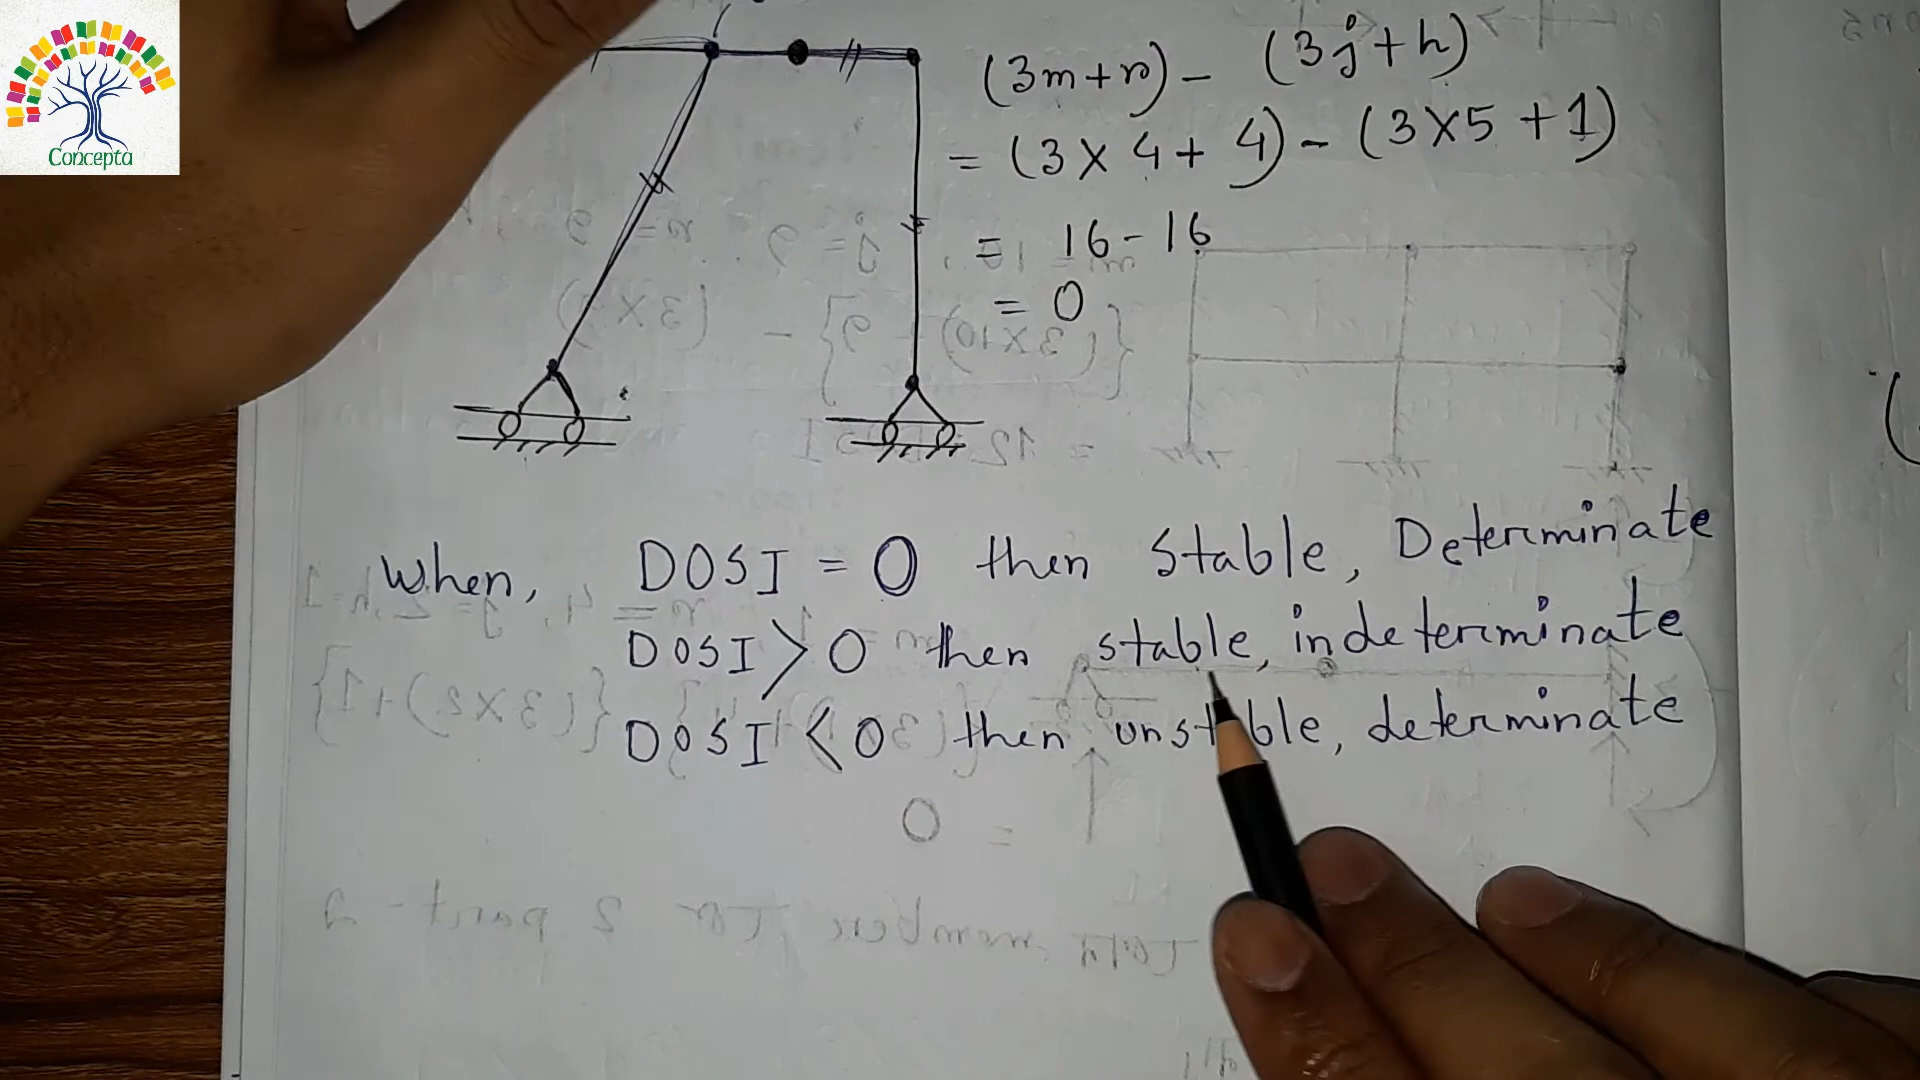 Concepta
(3m+r) - (3j+h)
= (3×4+4) - (3×5+1)
= 16-16
= 0
When, DOSI = 0 then Stable, Determinate
DOSI > 0 then stable, indeterminate
DOSI < 0 then unstable, determinate